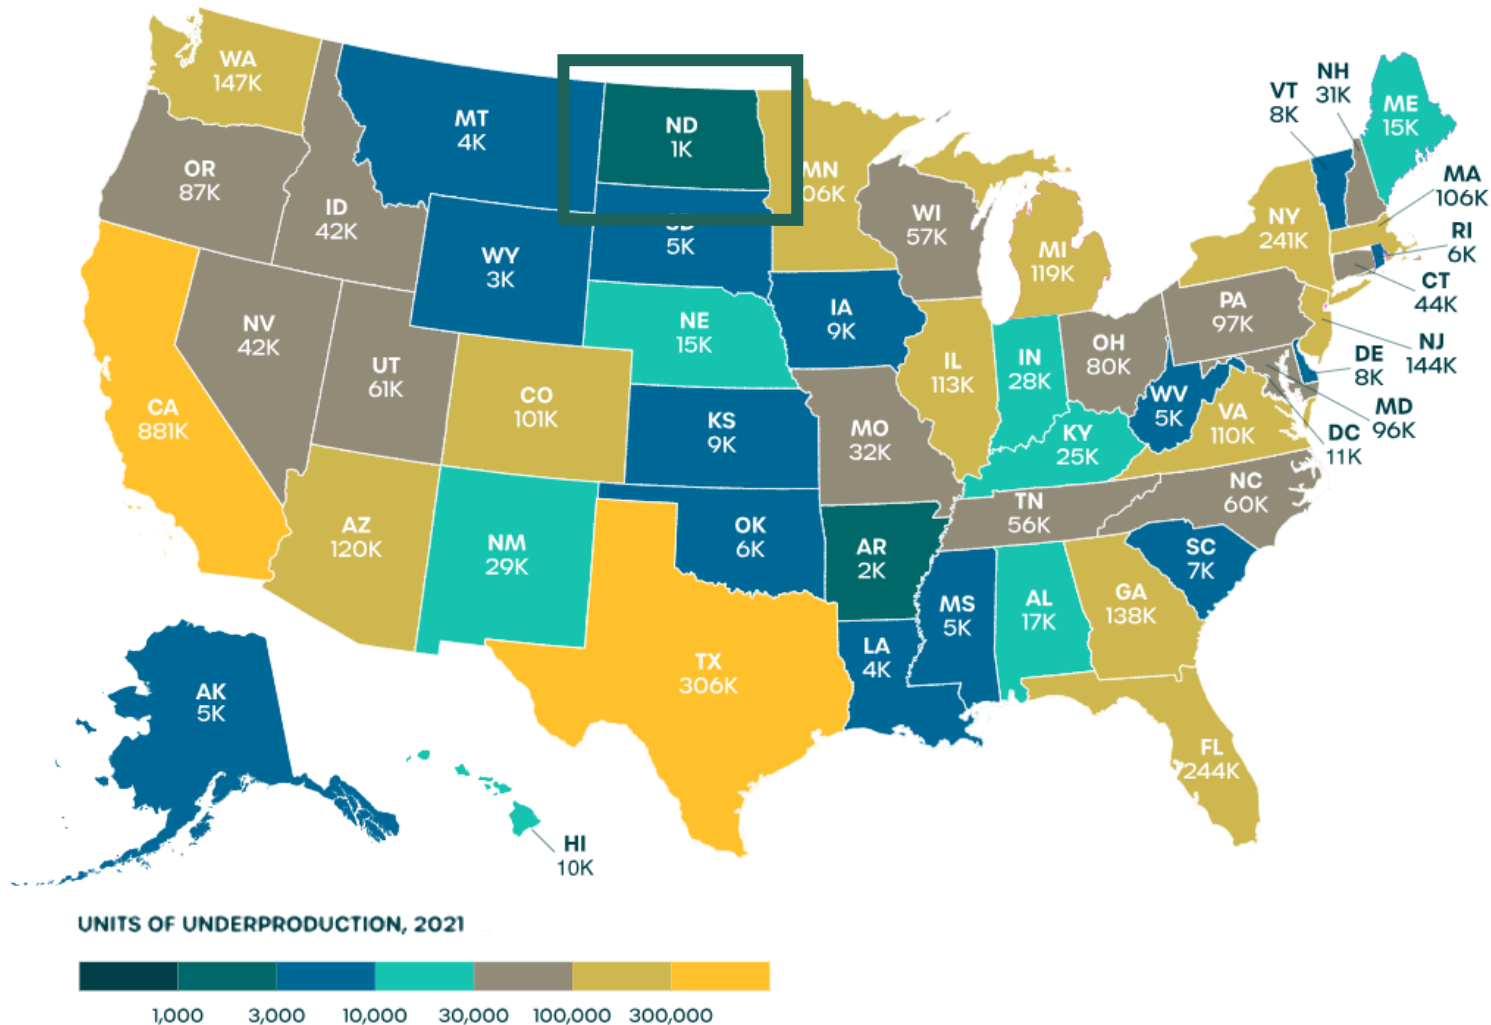 WA
147K
MT
4K
ND
1K
MN
06K
OR
87K
ID
42K
WY
3K
SD
5K
WI
57K
MI
119K
NY
241K
VT
8K
NH
31K
ME
15K
MA
106K
RI
6K
CT
44K
NJ
144K
DE
8K
MD
96K
DC
11K
PA
97K
OH
80K
IN
28K
IL
113K
IA
9K
NE
15K
NV
42K
UT
61K
CO
101K
CA
881K
KS
9K
MO
32K
KY
25K
WV
5K
VA
110K
NC
60K
TN
56K
SC
7K
AZ
120K
NM
29K
OK
6K
AR
2K
MS
5K
AL
17K
GA
138K
LA
4K
TX
306K
FL
244K
AK
5K
HI
10K
UNITS OF UNDERPRODUCTION, 2021
1,000 3,000 10,000 30,000 100,000 300,000